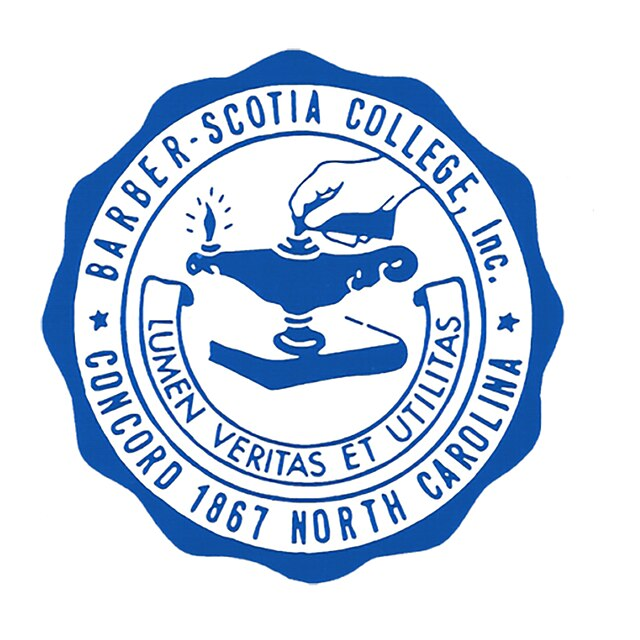 BARBER-SCOTIA COLLEGE, Inc.
LUMEN VERITAS ET UTILITAS
CONCORD 1867 NORTH CAROLINA